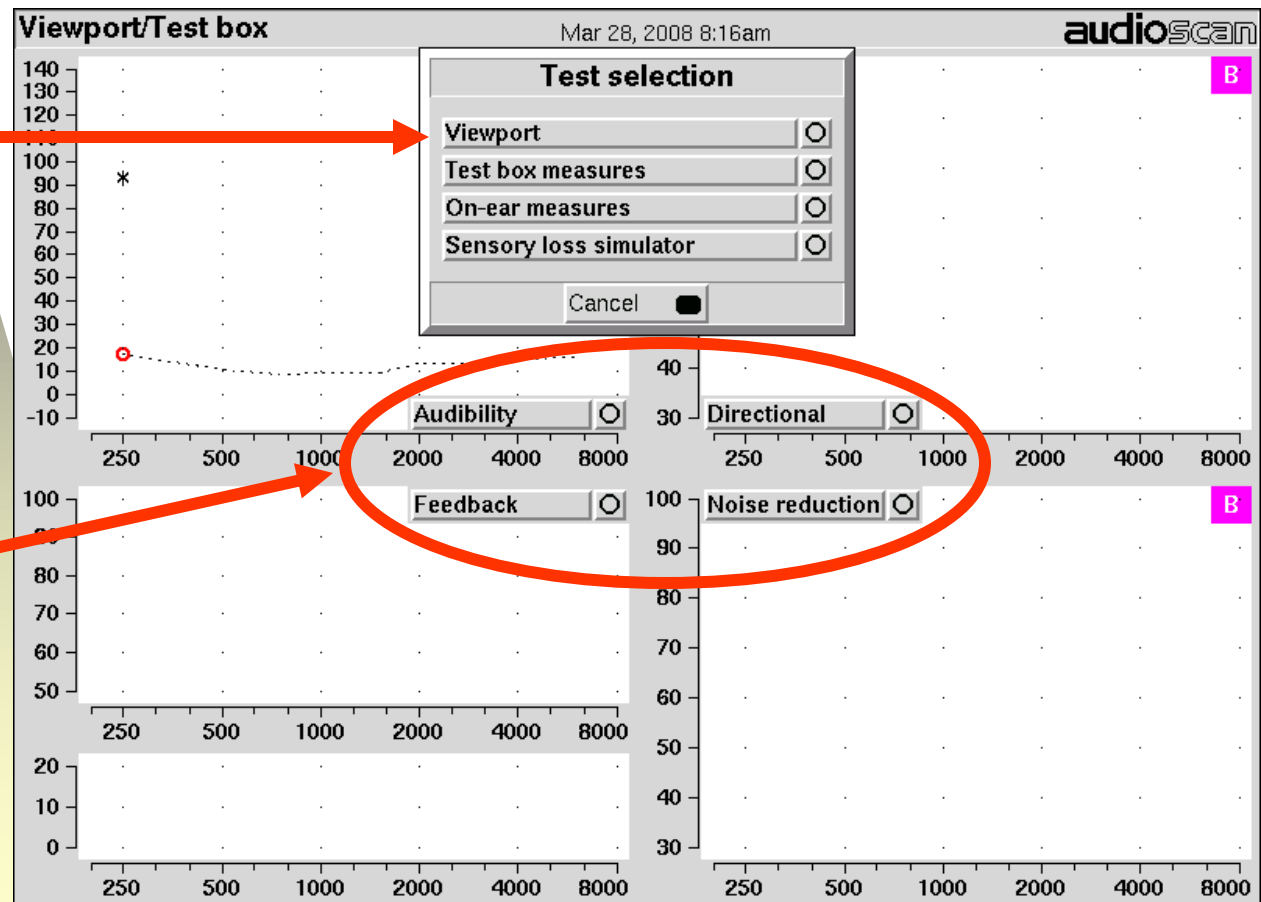 Viewport/Test box
Mar 28, 2008 8:16am
audioscan
Test selection
Viewport
Test box measures
On-ear measures
Sensory loss simulator
Cancel
140
130
120
100
90
80
70
60
50
40
30
20
10
0
-10
Audibility
250 500 1000 2000 4000 8000
B
40
30
Directional
250 500 1000 2000 4000 8000
100
80
70
60
50
Feedback
250 500 1000 2000 4000 8000
20
10
0
250 500 1000 2000 4000 8000
100
90
80
70
60
50
40
30
Noise reduction
B
250 500 1000 2000 4000 8000